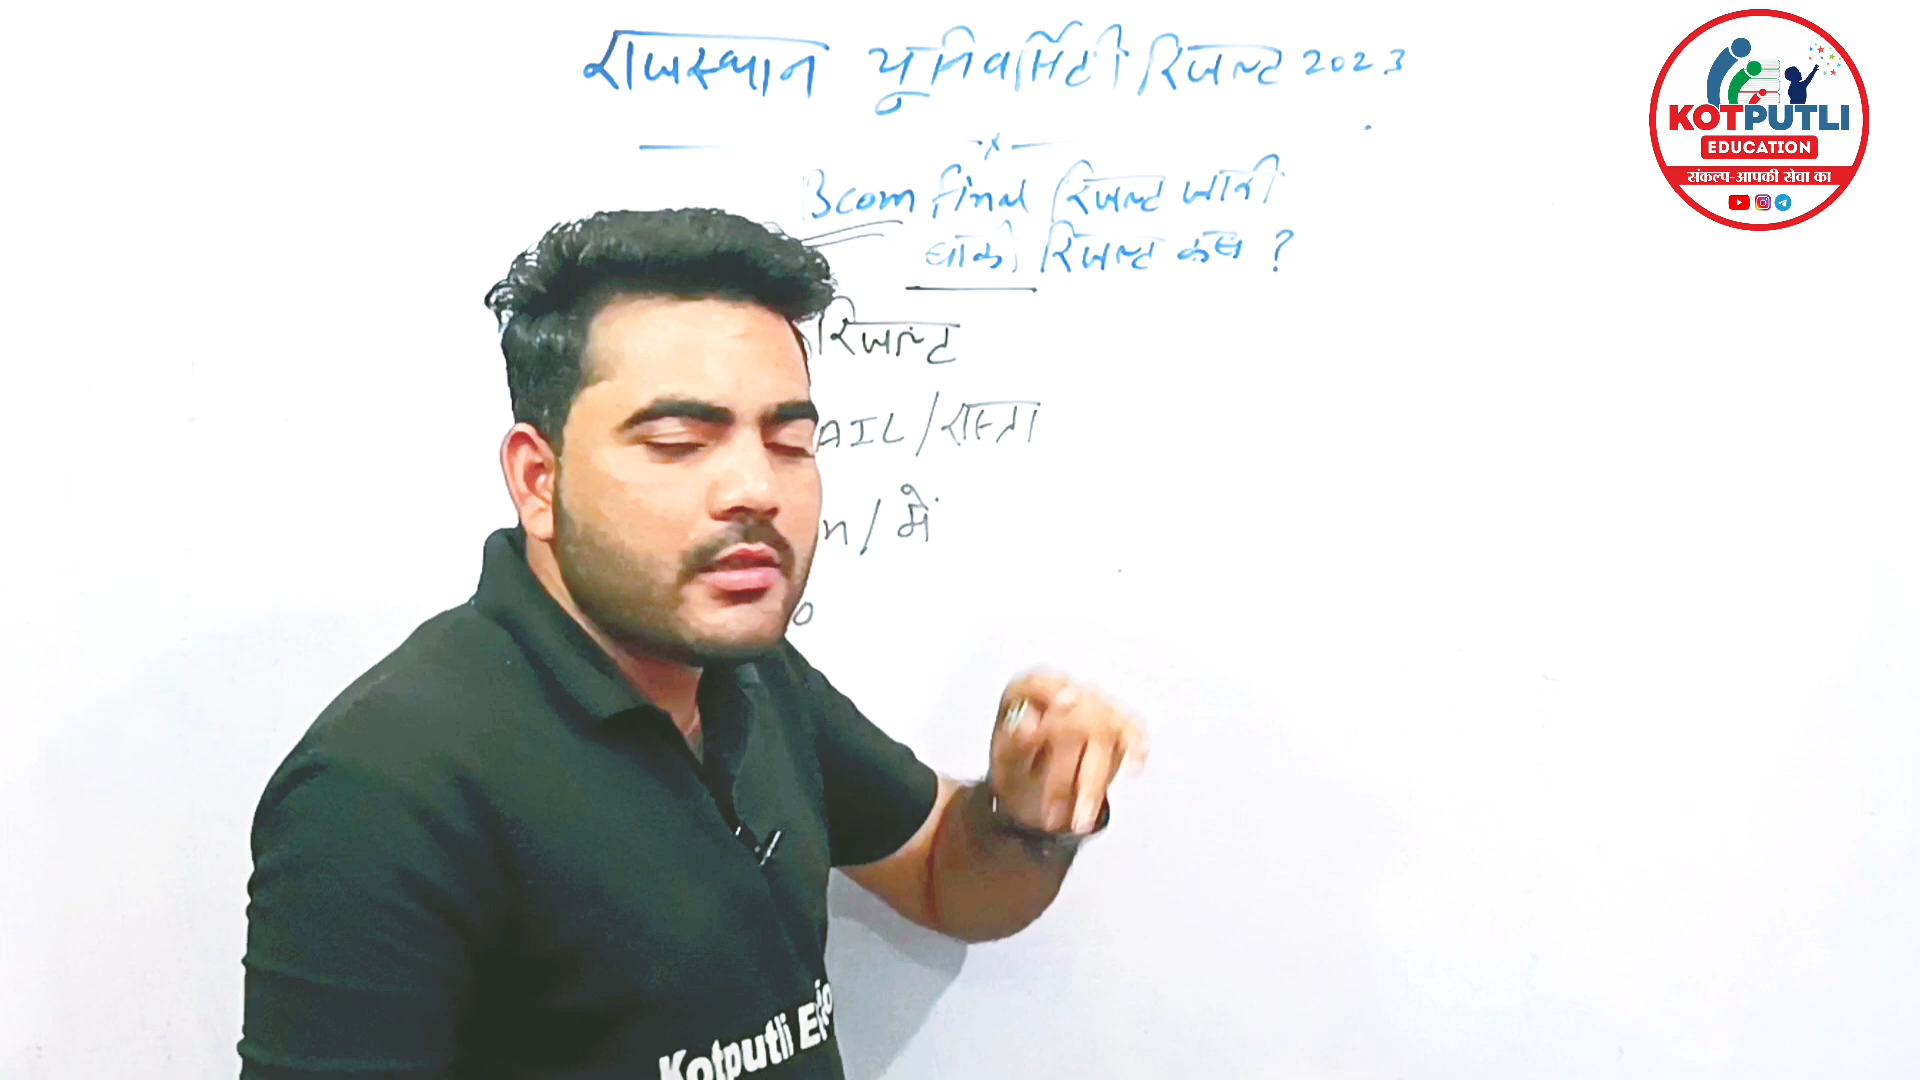 राजस्थान यूनिवर्सिटी रिजल्ट 2023
Bcom final रिजल्ट जारी
बाकी रिजल्ट कब ?
रिजल्ट
AIL/रास्ता
n/में
KOTPUTLI
EDUCATION
संकल्प-आपकी सेवा का
Kotputli E